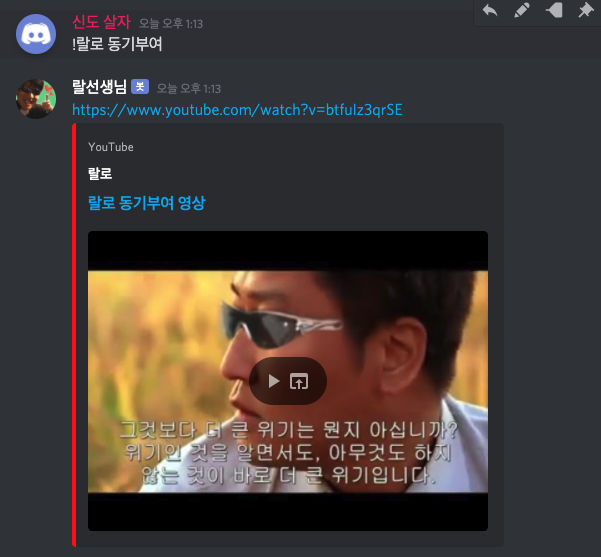 신도 살자 오늘 오후 1:13
!랄로 동기부여
랄선생님 봇 오늘 오후 1:13
https://www.youtube.com/watch?v=btfulz3qrSE
YouTube
랄로
랄로 동기부여 영상
그것보다 더 큰 위기는 뭔지 아십니까?
위기인 것을 알면서도, 아무것도 하지
않는 것이 바로 더 큰 위기입니다.